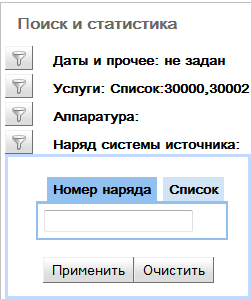 Поиск и статистика
Даты и прочее: не задан
Услуги: Список:30000,30002
Аппаратура:
Наряд системы источника:
Номер наряда Список
Применить Очистить